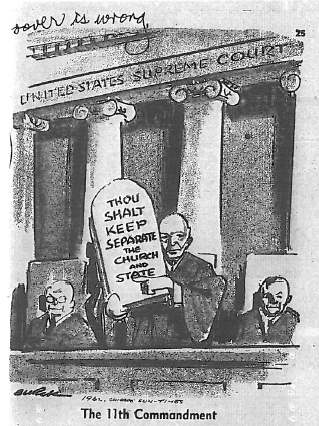 over is wrong
25
UNITED STATES SUPREME COURT
THOU
SHALT
KEEP
SEPARATE
THE
CHURCH
AND
STATE
1962, CHICAGO SUN-TIMES
The 11th Commandment